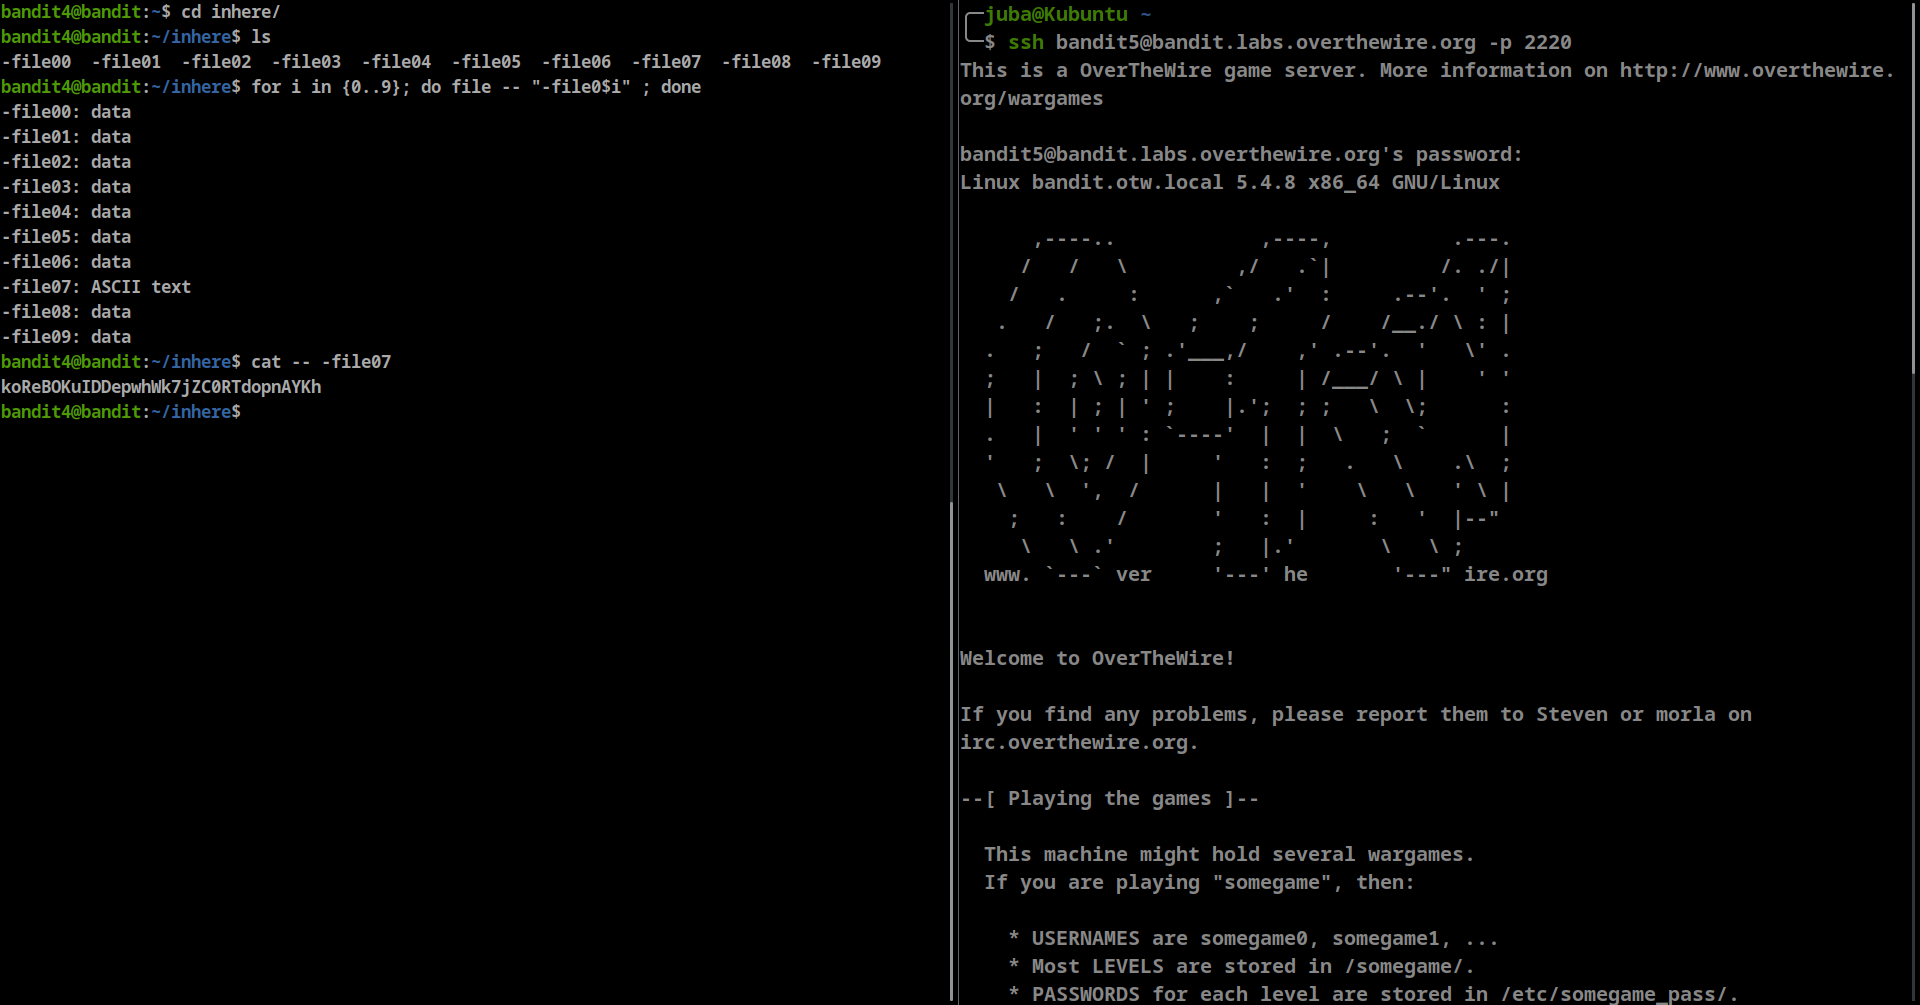 bandit4@bandit:~$ cd inhere/
bandit4@bandit:~/inhere$ ls
-file00  -file01  -file02  -file03  -file04  -file05  -file06  -file07  -file08  -file09
bandit4@bandit:~/inhere$ for i in {0..9}; do file -- "-file0$i" ; done
-file00: data
-file01: data
-file02: data
-file03: data
-file04: data
-file05: data
-file06: data
-file07: ASCII text
-file08: data
-file09: data
bandit4@bandit:~/inhere$ cat -- -file07
koReBOKuIDDepwhWk7jZC0RTdopnAYKh
bandit4@bandit:~/inhere$
juba@Kubuntu ~
$ ssh bandit5@bandit.labs.overthewire.org -p 2220
This is a OverTheWire game server. More information on http://www.overthewire.
org/wargames
bandit5@bandit.labs.overthewire.org's password:
Linux bandit.otw.local 5.4.8 x86_64 GNU/Linux
      ,----..            ,----,          .---.
     /   /   \         ,/   .`|         /. ./|
    /   .     :      ,`   .'  :     .--'.  ' ;
   .   /   ;.  \   ;    ;     /    /__./ \ : |
  .   ;   /  ` ; .'___,/    ,' .--'.  '   \' .
  ;   |  ; \ ; | |    :     | /___/ \ |    ' '
  |   :  | ; | ' ;    |.';  ; ;   \  \;      :
  .   |  ' ' ' : `----'  |  |  \   ;  `      |
  '   ;  \; /  |     '   :  ;   .   \    .\  ;
   \   \  ',  /      |   |  '    \   \   ' \ |
    ;   :    /       '   :  |     :   '  |--"
     \   \ .'        ;   |.'       \   \ ;
  www. `---` ver     '---' he       '---" ire.org
Welcome to OverTheWire!
If you find any problems, please report them to Steven or morla on
irc.overthewire.org.
--[ Playing the games ]--
  This machine might hold several wargames.
  If you are playing "somegame", then:
    * USERNAMES are somegame0, somegame1, ...
    * Most LEVELS are stored in /somegame/.
    * PASSWORDS for each level are stored in /etc/somegame_pass/.